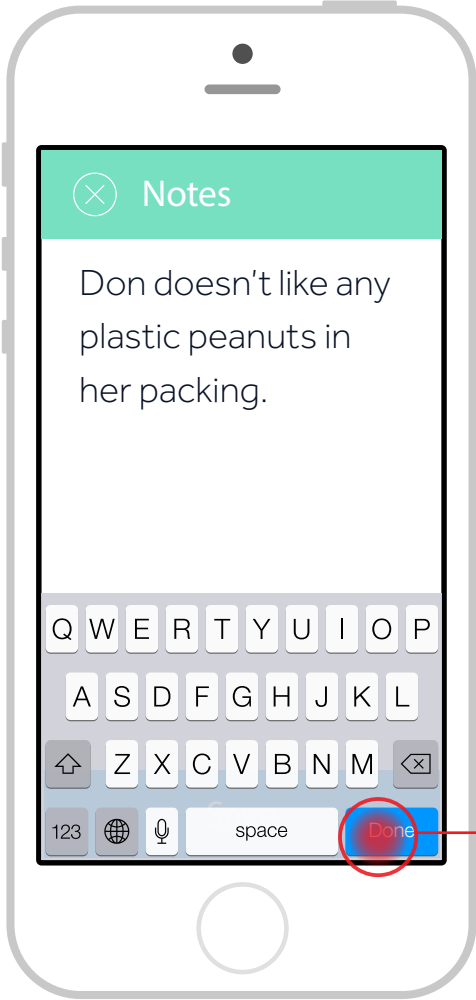 Notes
Don doesn't like any
plastic peanuts in
her packing.
Q W E R T Y U I O P
A S D F G H J K L
Z X C V B N M
123 space Done